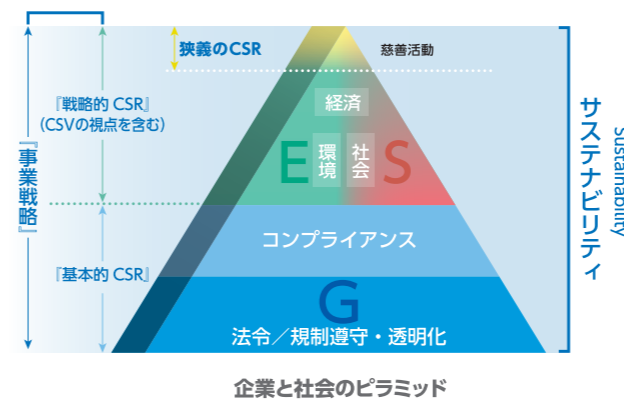 狭義のCSR
慈善活動
『戦略的 CSR』
(CSVの視点を含む)
『事業戦略』
経済
E
環境
社会
S
コンプライアンス
『基本的 CSR』
G
法令／規制遵守・透明化
サステナビリティ
Sustainability
企業と社会のピラミッド